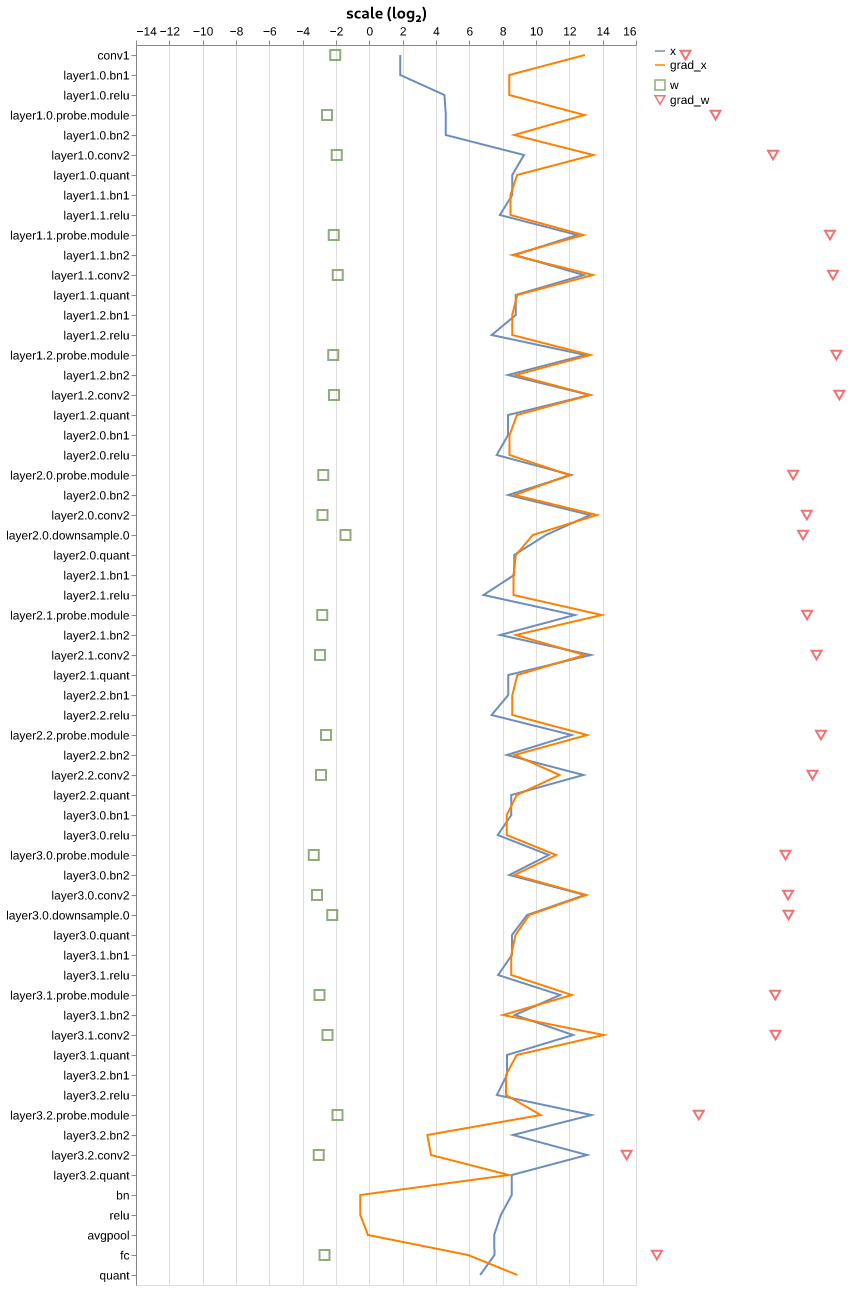 scale (log₂)
−14 −12 −10 −8 −6 −4 −2 0 2 4 6 8 10 12 14 16
x
grad_x
w
grad_w
conv1
layer1.0.bn1
layer1.0.relu
layer1.0.probe.module
layer1.0.bn2
layer1.0.conv2
layer1.0.quant
layer1.1.bn1
layer1.1.relu
layer1.1.probe.module
layer1.1.bn2
layer1.1.conv2
layer1.1.quant
layer1.2.bn1
layer1.2.relu
layer1.2.probe.module
layer1.2.bn2
layer1.2.conv2
layer1.2.quant
layer2.0.bn1
layer2.0.relu
layer2.0.probe.module
layer2.0.bn2
layer2.0.conv2
layer2.0.downsample.0
layer2.0.quant
layer2.1.bn1
layer2.1.relu
layer2.1.probe.module
layer2.1.bn2
layer2.1.conv2
layer2.1.quant
layer2.2.bn1
layer2.2.relu
layer2.2.probe.module
layer2.2.bn2
layer2.2.conv2
layer2.2.quant
layer3.0.bn1
layer3.0.relu
layer3.0.probe.module
layer3.0.bn2
layer3.0.conv2
layer3.0.downsample.0
layer3.0.quant
layer3.1.bn1
layer3.1.relu
layer3.1.probe.module
layer3.1.bn2
layer3.1.conv2
layer3.1.quant
layer3.2.bn1
layer3.2.relu
layer3.2.probe.module
layer3.2.bn2
layer3.2.conv2
layer3.2.quant
bn
relu
avgpool
fc
quant